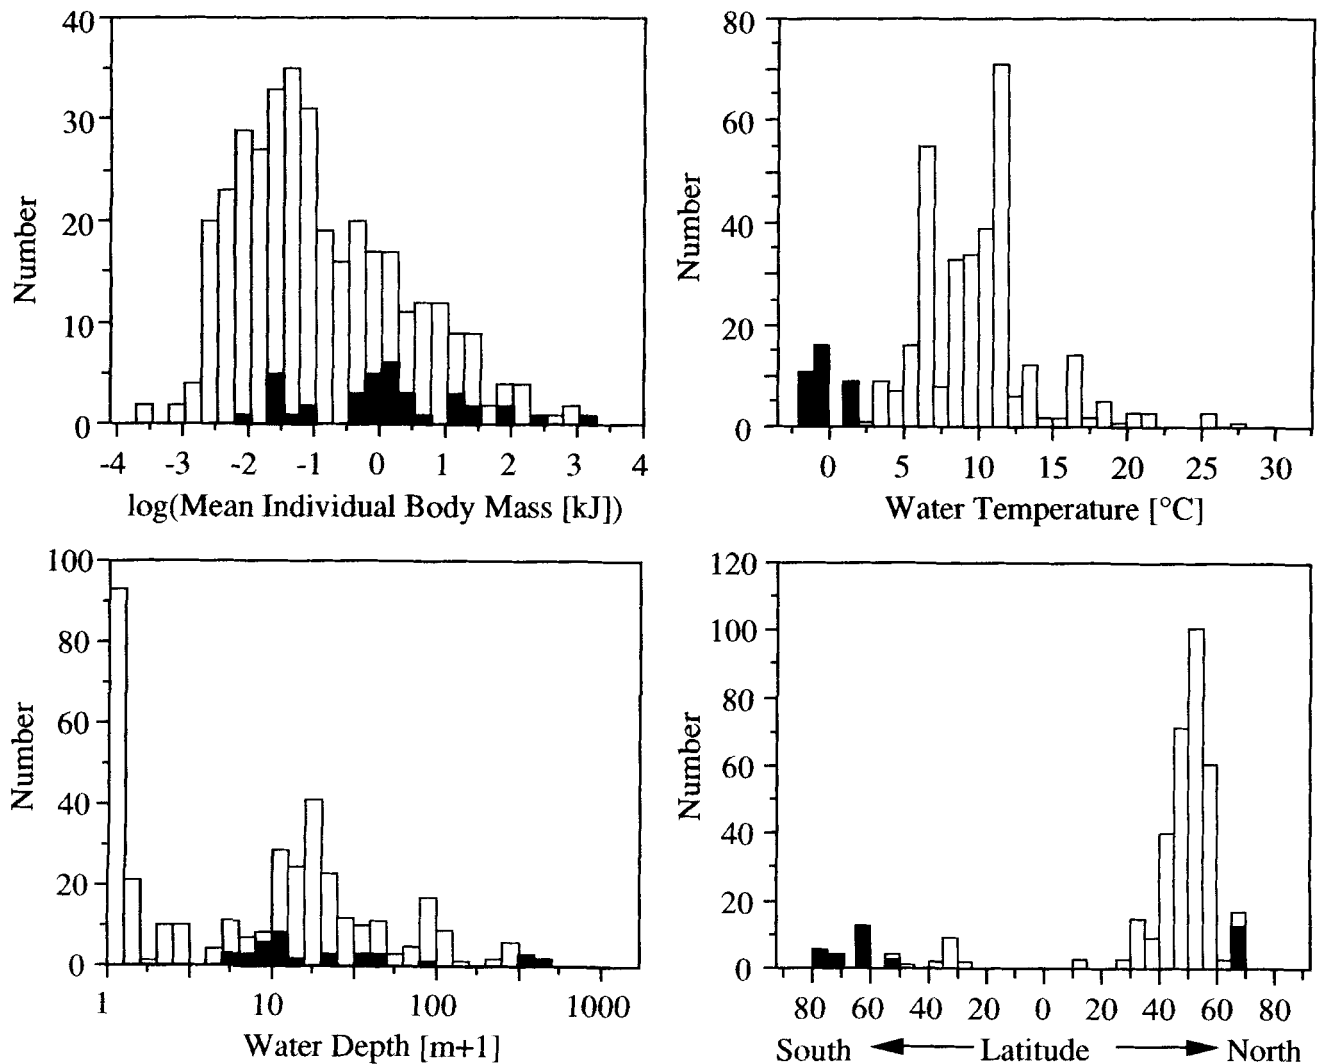 40
30
20
10
0
Number
-4 -3 -2 -1 0 1 2 3 4
log(Mean Individual Body Mass [kJ])
80
60
40
20
0
Number
0 5 10 15 20 25 30
Water Temperature [°C]
100
80
60
40
20
0
Number
1 10 100 1000
Water Depth [m+1]
120
100
80
60
40
20
0
Number
80 60 40 20 0 20 40 60 80
South Latitude North